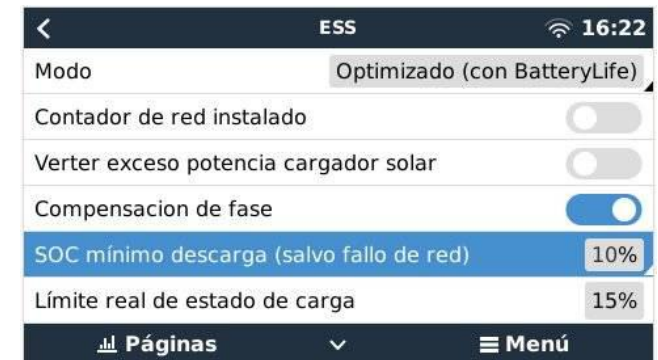 ESS 16:22
Modo Optimizado (con BatteryLife)
Contador de red instalado
Verter exceso potencia cargador solar
Compensacion de fase
SOC mínimo descarga (salvo fallo de red) 10%
Límite real de estado de carga 15%
Páginas Menú